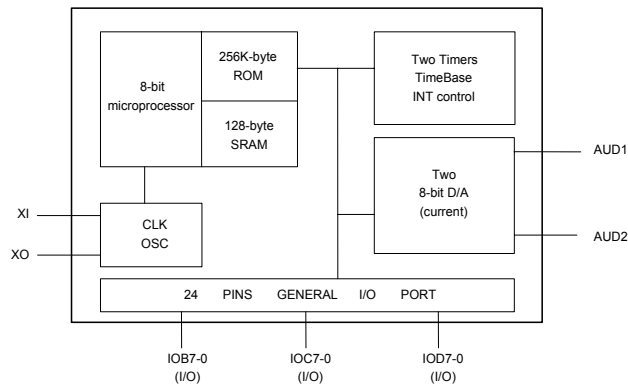 8-bit
microprocessor
256K-byte
ROM
128-byte
SRAM
Two Timers
TimeBase
INT control
Two
8-bit D/A
(current)
AUD1
AUD2
XI
XO
CLK
OSC
24 PINS GENERAL I/O PORT
IOB7-0
(I/O)
IOC7-0
(I/O)
IOD7-0
(I/O)